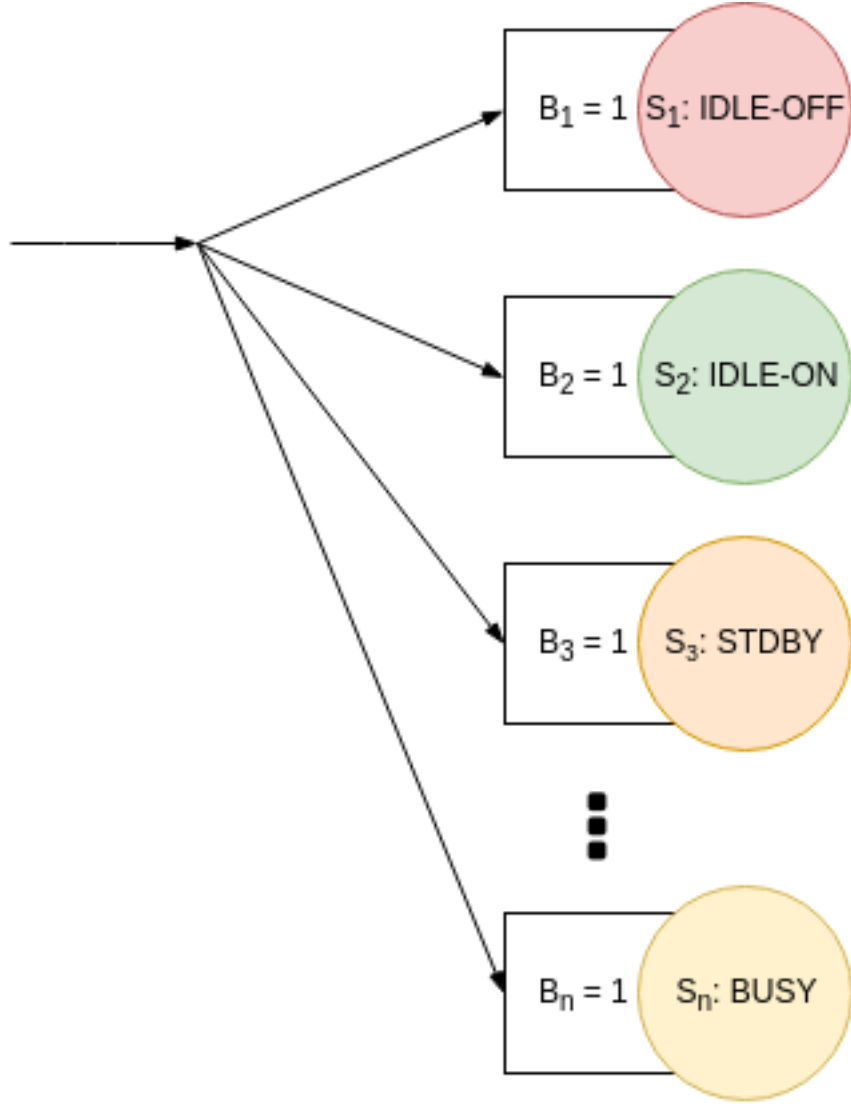 B₁ = 1 S₁: IDLE-OFF
B₂ = 1 S₂: IDLE-ON
B₃ = 1 S₃: STDBY
Bₙ = 1 Sₙ: BUSY